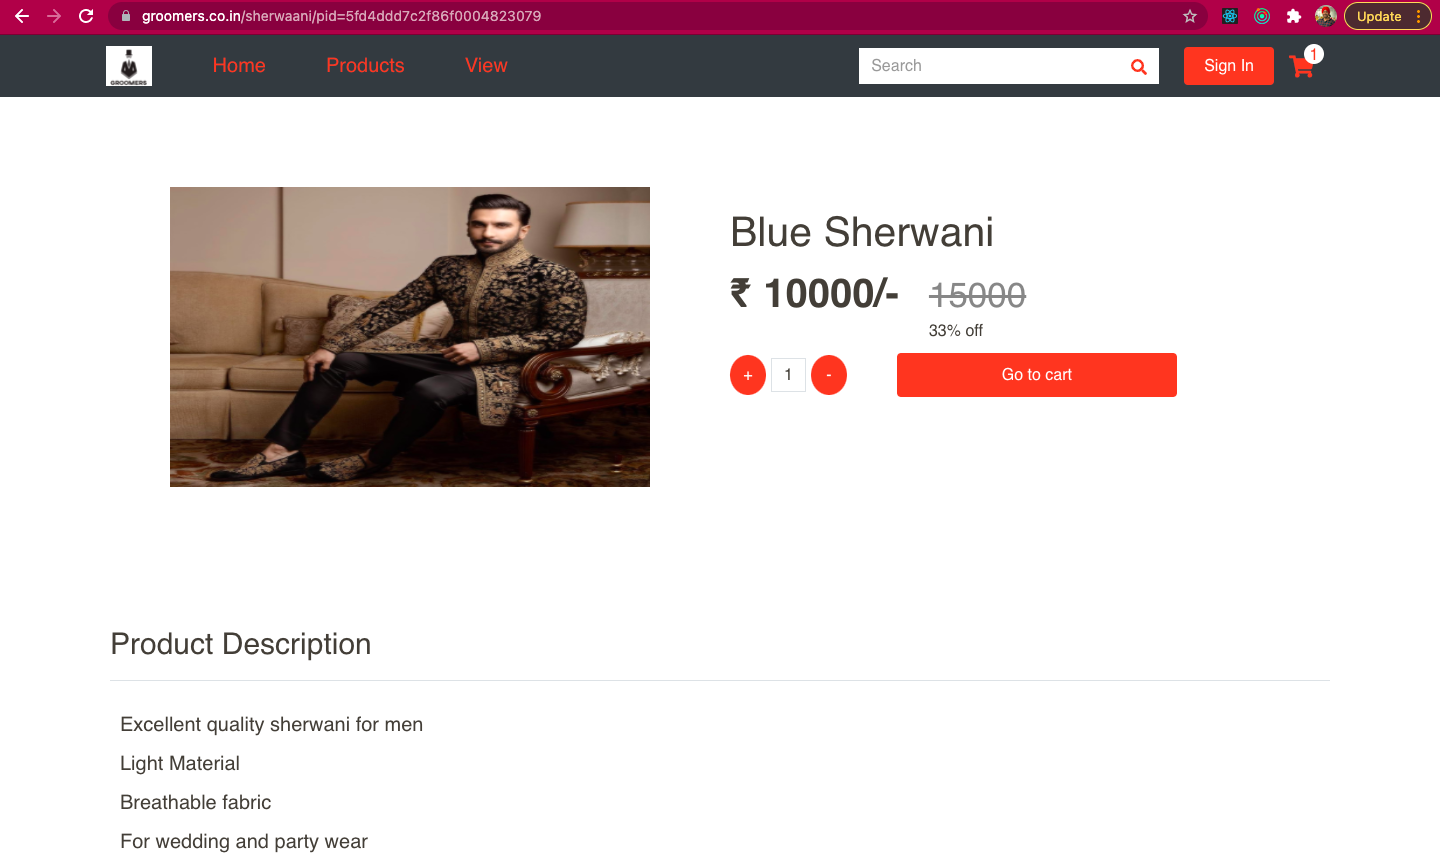 groomers.co.in/sherwaani/pid=5fd4ddd7c2f86f0004823079
Update
GROOMERS
Home
Products
View
Search
Sign In
1
Blue Sherwani
₹ 10000/- 15000
33% off
+ 1 -
Go to cart
Product Description
Excellent quality sherwani for men
Light Material
Breathable fabric
For wedding and party wear